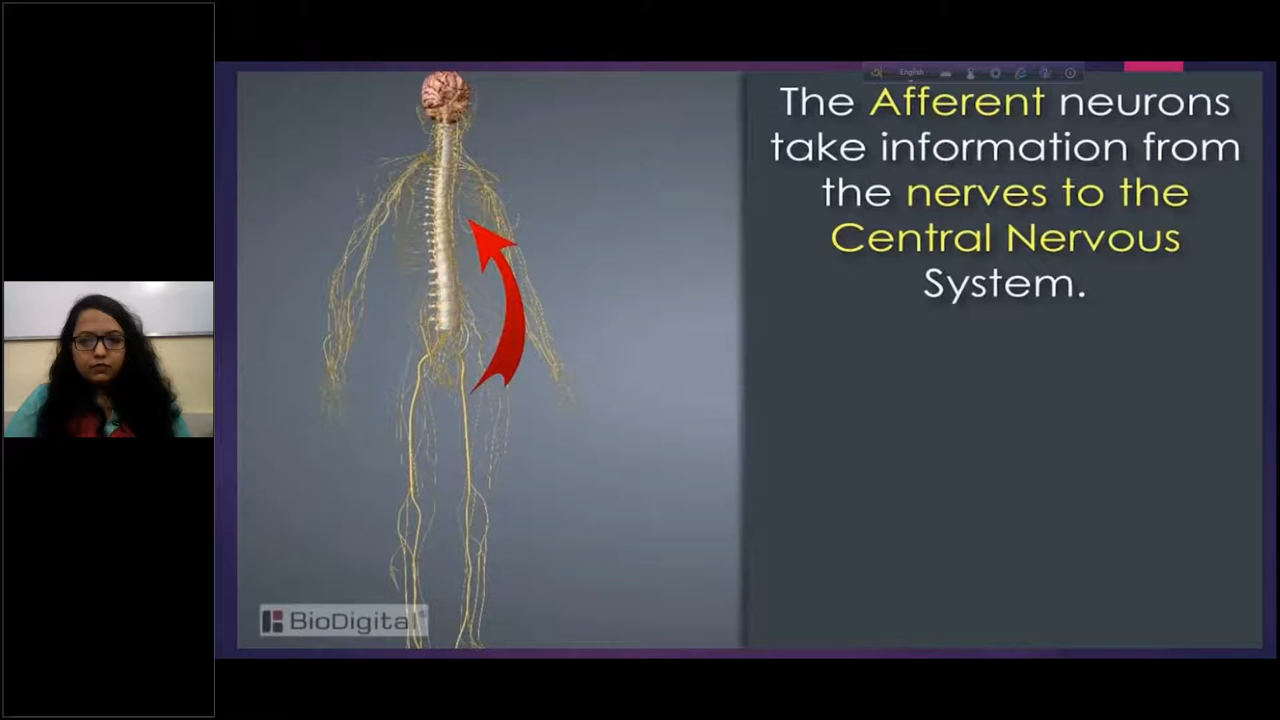 English
The Afferent neurons
take information from
the nerves to the
Central Nervous
System.
BioDigital